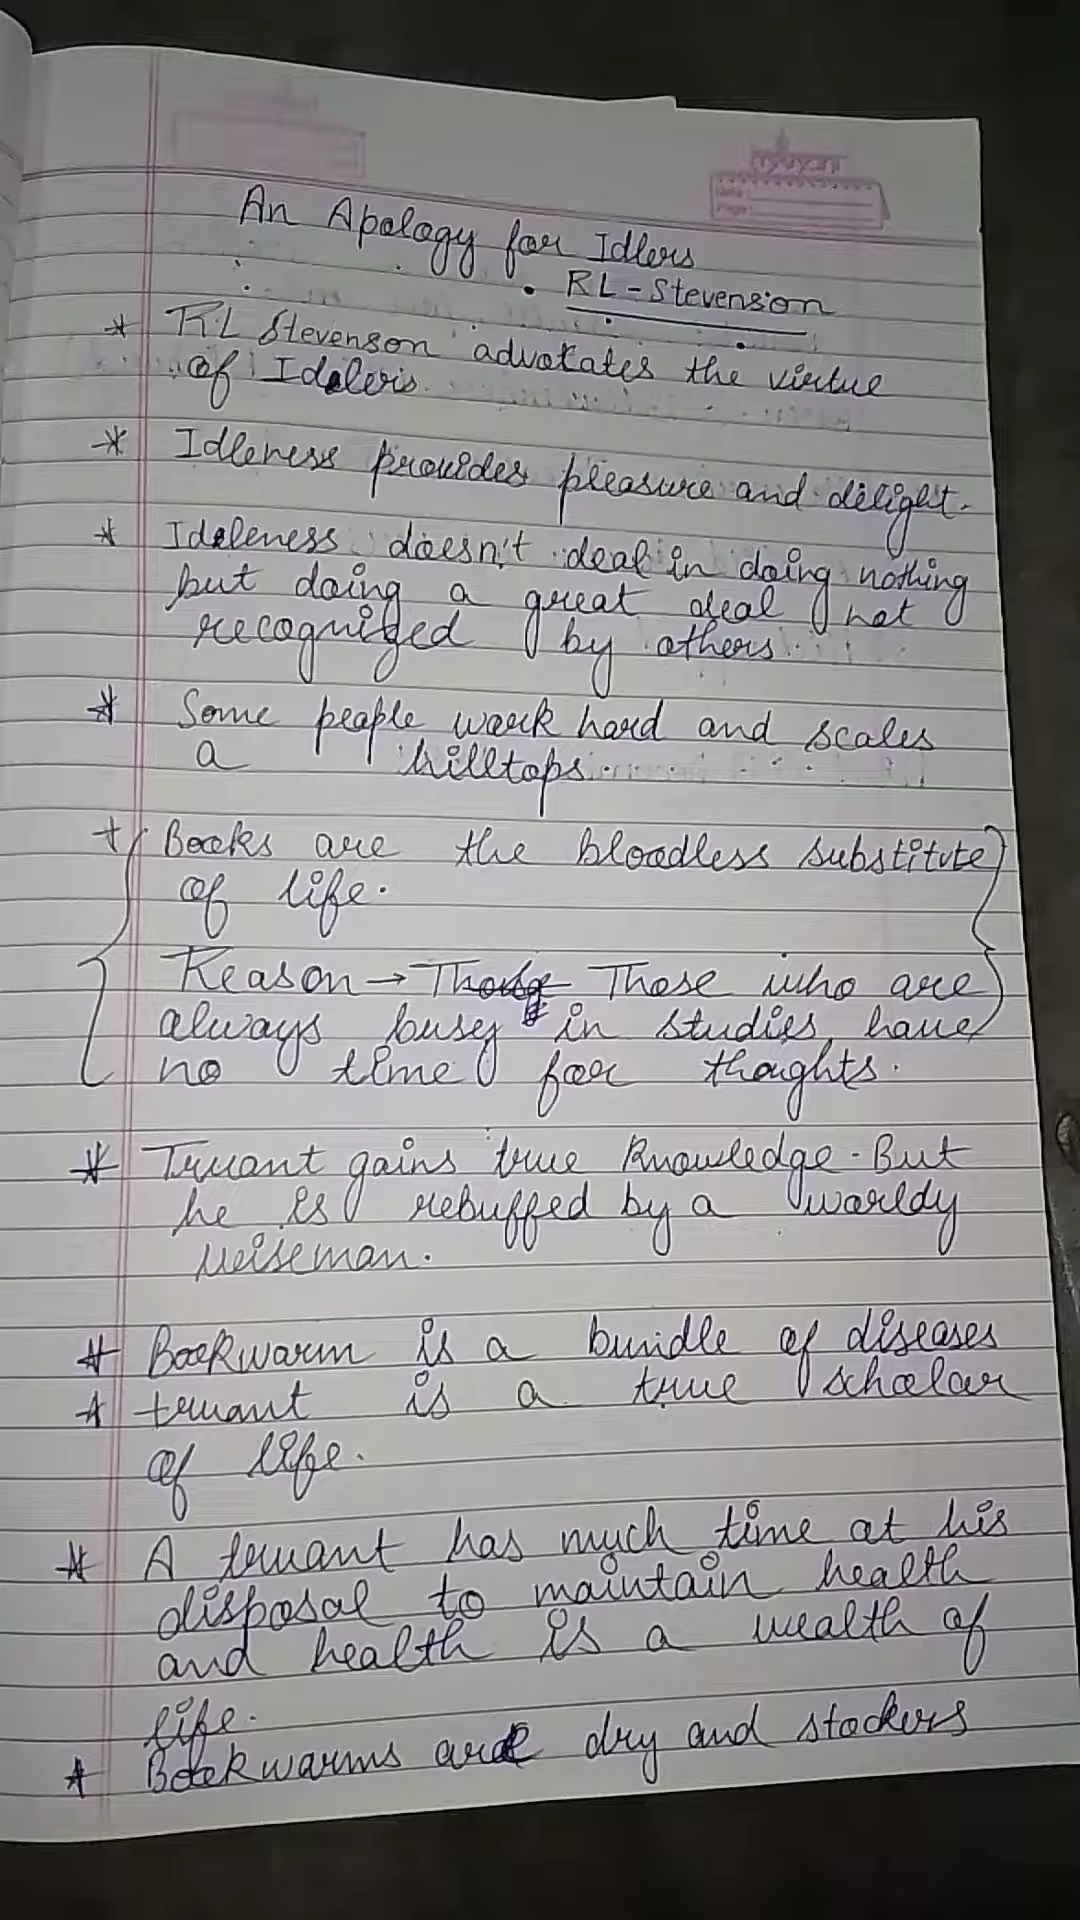 An Apology for Idlers
RL-Stevenson
* R.L Stevenson advocates the virtue
of Idelers.
* Idleness provides pleasure and delight.
* Ideleness doesn't deal in doing nothing
but doing a great deal not
recognized by others
* Some people work hard and scales
a hilltops
* Books are the bloodless substitute
of life.
Reason → Those who are
always busy in studies have
no time for thoughts.
* Truant gains true knowledge. But
he is rebuffed by a worldy
wiseman.
* Bookworm is a bundle of diseases
* truant is a true scholar
of life.
* A truant has much time at his
disposal to maintain health
and health is a wealth of
life.
* Bookworms are dry and stockers